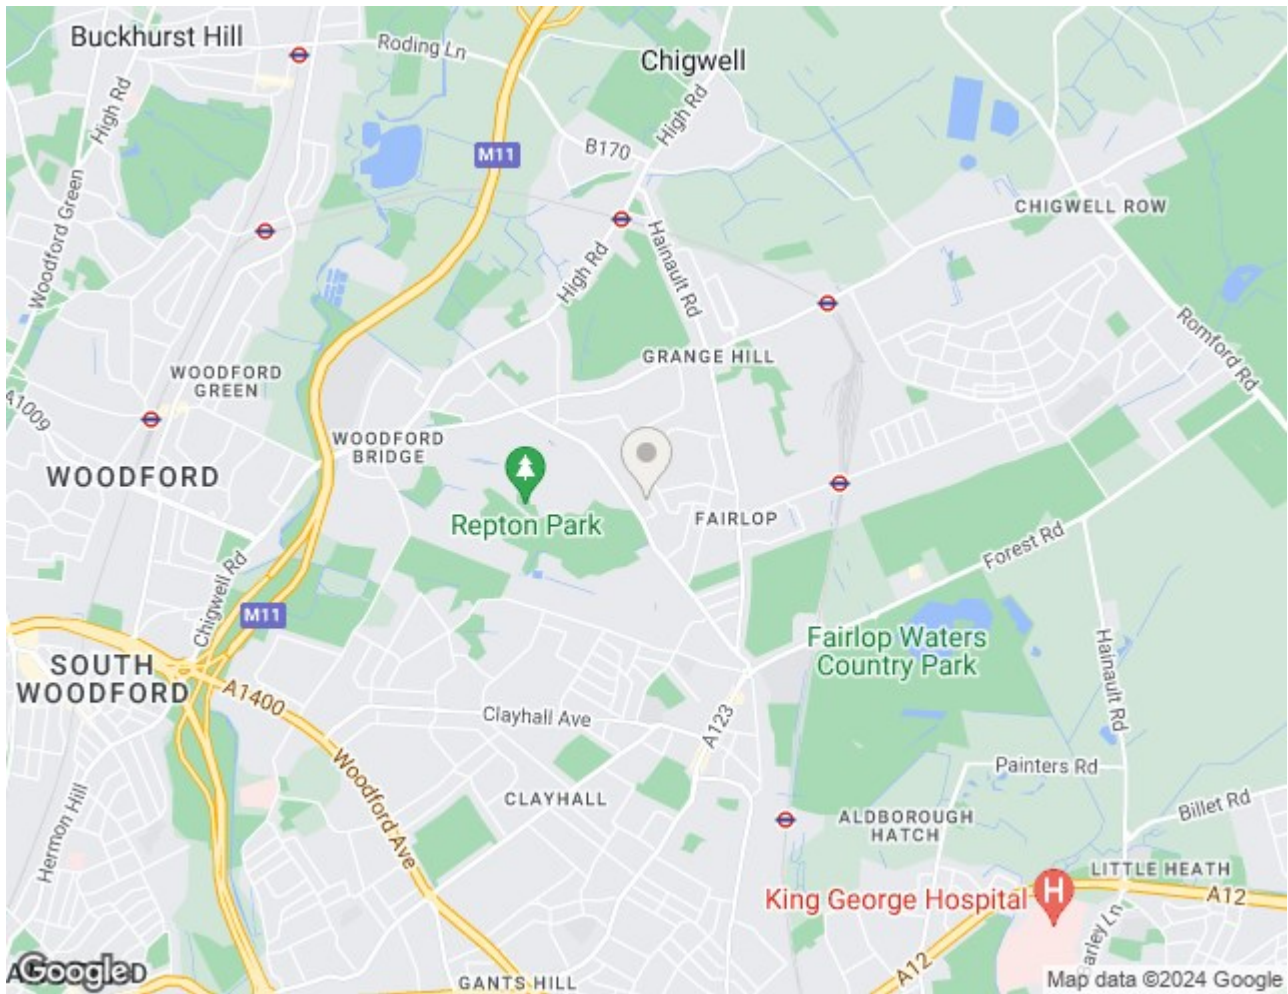 Buckhurst Hill
Roding Ln
Chigwell
High Rd
High Rd
M11
B170
Woodford Green
CHIGWELL ROW
Hainault Rd
High Rd
Romford Rd
GRANGE HILL
WOODFORD
GREEN
A1009
WOODFORD
BRIDGE
WOODFORD
Repton Park
FAIRLOP
Forest Rd
Chigwell Rd
M11
Fairlop Waters
Country Park
Hainault Rd
SOUTH
WOODFORD
A1400
Clayhall Ave
A123
Woodford Ave
Painters Rd
CLAYHALL
Billet Rd
ALDBOROUGH
HATCH
Hermon Hill
LITTLE HEATH
King George Hospital
H
A12
Barley Ln
A12
Google
GANTS HILL
Map data ©2024 Google